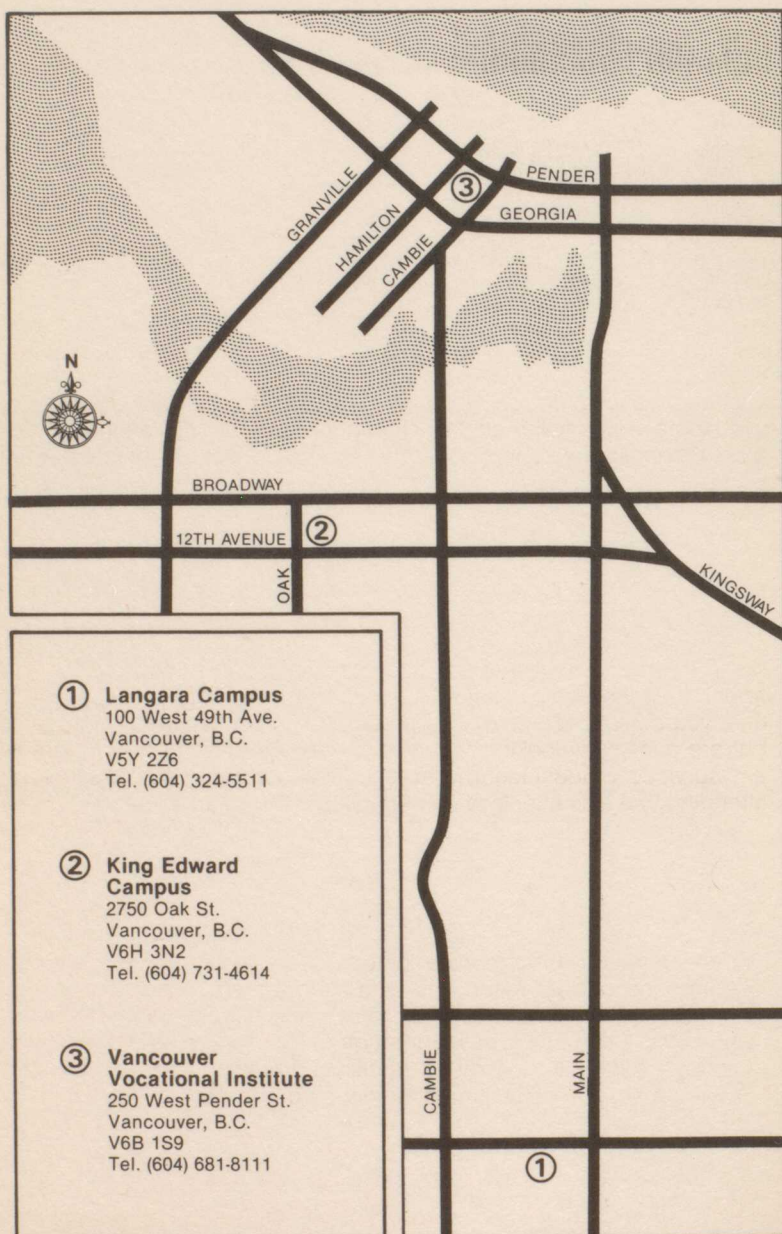 PENDER
GEORGIA
GRANVILLE
HAMILTON
CAMBIE
③
N
BROADWAY
12TH AVENUE
②
OAK
KINGSWAY
① Langara Campus
100 West 49th Ave.
Vancouver, B.C.
V5Y 2Z6
Tel. (604) 324-5511
② King Edward
Campus
2750 Oak St.
Vancouver, B.C.
V6H 3N2
Tel. (604) 731-4614
③ Vancouver
Vocational Institute
250 West Pender St.
Vancouver, B.C.
V6B 1S9
Tel. (604) 681-8111
CAMBIE
MAIN
①